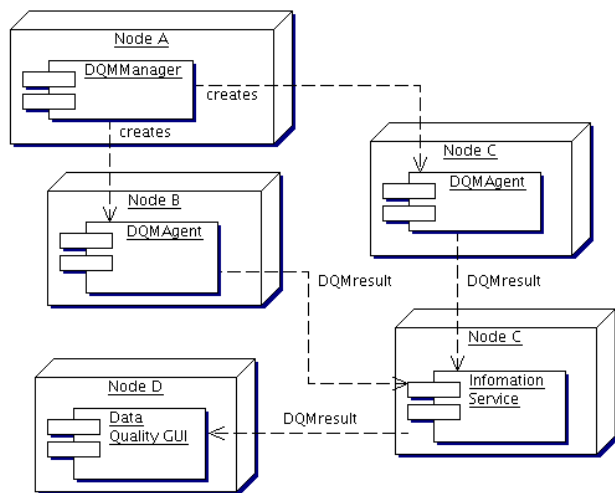 Node A
DQMManager
creates
creates
Node C
DQMAgent
Node B
DQMAgent
DQMresult
DQMresult
Node C
Infomation
Service
Node D
Data
Quality GUI
DQMresult